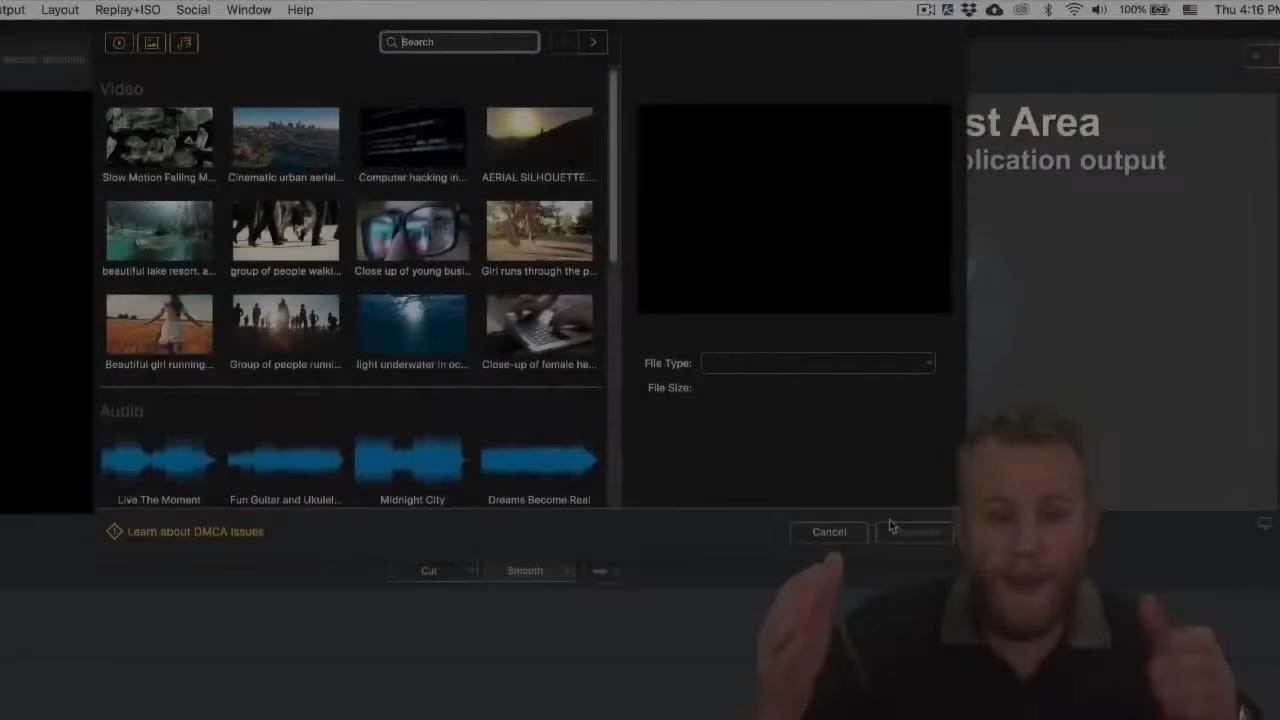 tput Layout Replay+ISO Social Window Help 100% Thu 4:16 PM
Record: 00:00:00
Search
Video
Slow Motion Falling M... Cinematic urban aerial... Computer hacking in... AERIAL SILHOUETTE:...
beautiful lake resort. a... group of people walki... Close up of young busi... Girl runs through the p...
Beautiful girl running... Group of people runni... light underwater in oc... Close-up of female ha...
Audio
Live The Moment Fun Guitar and Ukulel... Midnight City Dreams Become Real
Learn about DMCA Issues
st Area
plication output
File Type:
File Size:
Cancel
Cut Smooth